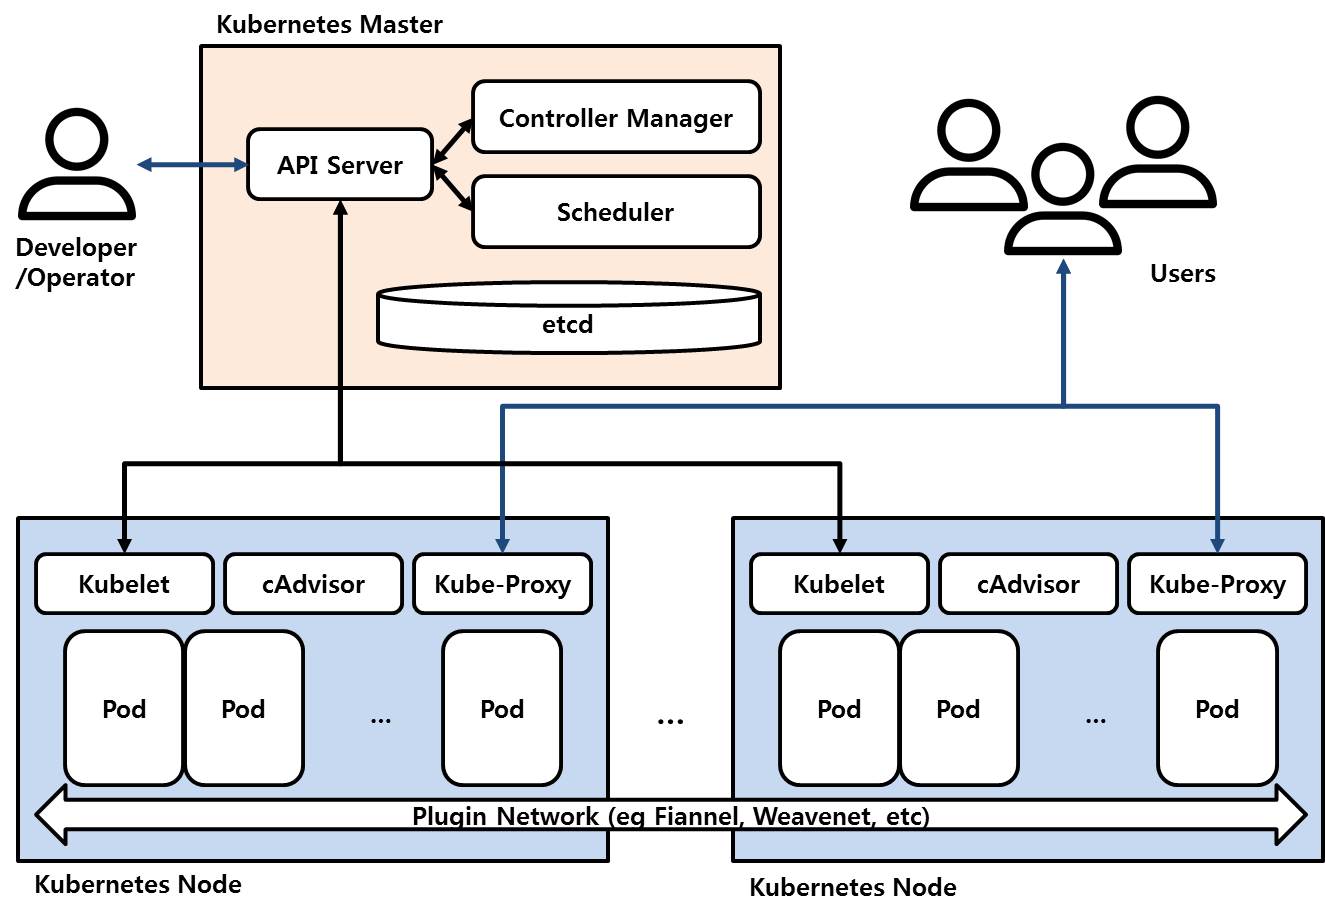 Kubernetes Master
Controller Manager
API Server
Scheduler
etcd
Developer
/Operator
Users
Kubelet
cAdvisor
Kube-Proxy
Pod
Pod
...
Pod
...
Kubelet
cAdvisor
Kube-Proxy
Pod
Pod
...
Pod
Plugin Network (eg Fiannel, Weavenet, etc)
Kubernetes Node
Kubernetes Node